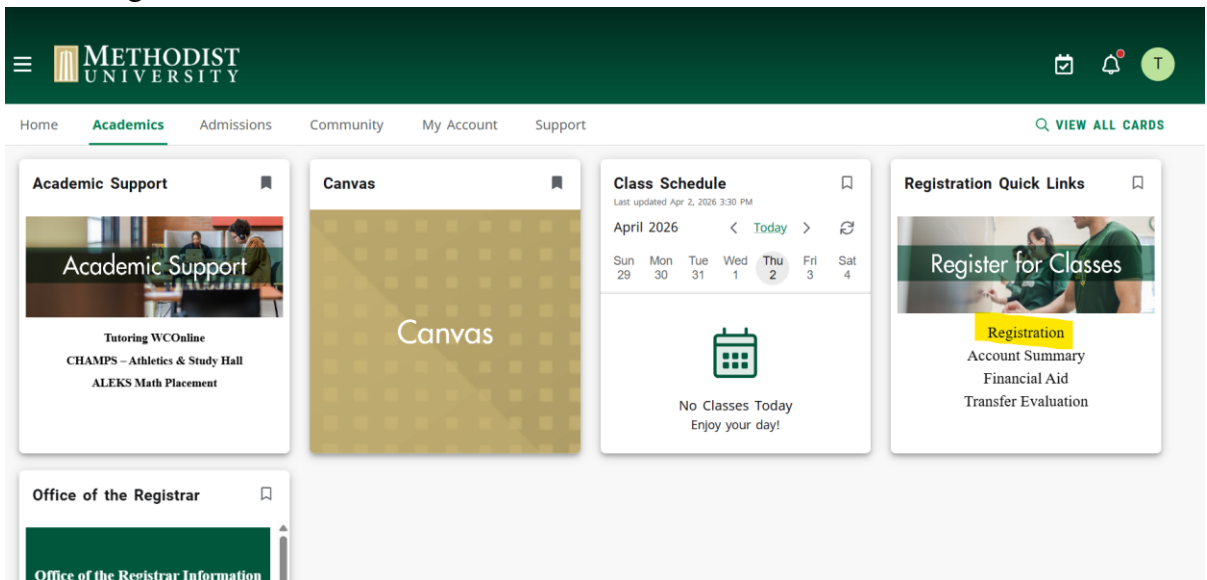 METHODIST
UNIVERSITY
T
Home Academics Admissions Community My Account Support
VIEW ALL CARDS
Academic Support
Academic Support
Tutoring WCOnline
CHAMPS – Athletics & Study Hall
ALEKS Math Placement
Canvas
Canvas
Class Schedule
Last updated Apr 2, 2026 3:30 PM
April 2026 < Today >
Sun Mon Tue Wed Thu Fri Sat
29 30 31 1 2 3 4
No Classes Today
Enjoy your day!
Registration Quick Links
Register for Classes
Registration
Account Summary
Financial Aid
Transfer Evaluation
Office of the Registrar
Office of the Registrar Information